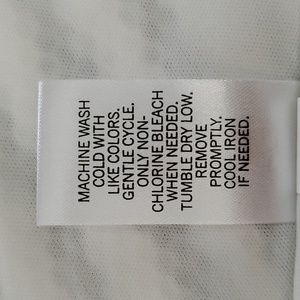 MACHINE WASH
COLD WITH
LIKE COLORS.
GENTLE CYCLE.
ONLY NON-
CHLORINE BLEACH
WHEN NEEDED.
TUMBLE DRY LOW.
REMOVE
PROMPTLY.
COOL IRON
IF NEEDED.